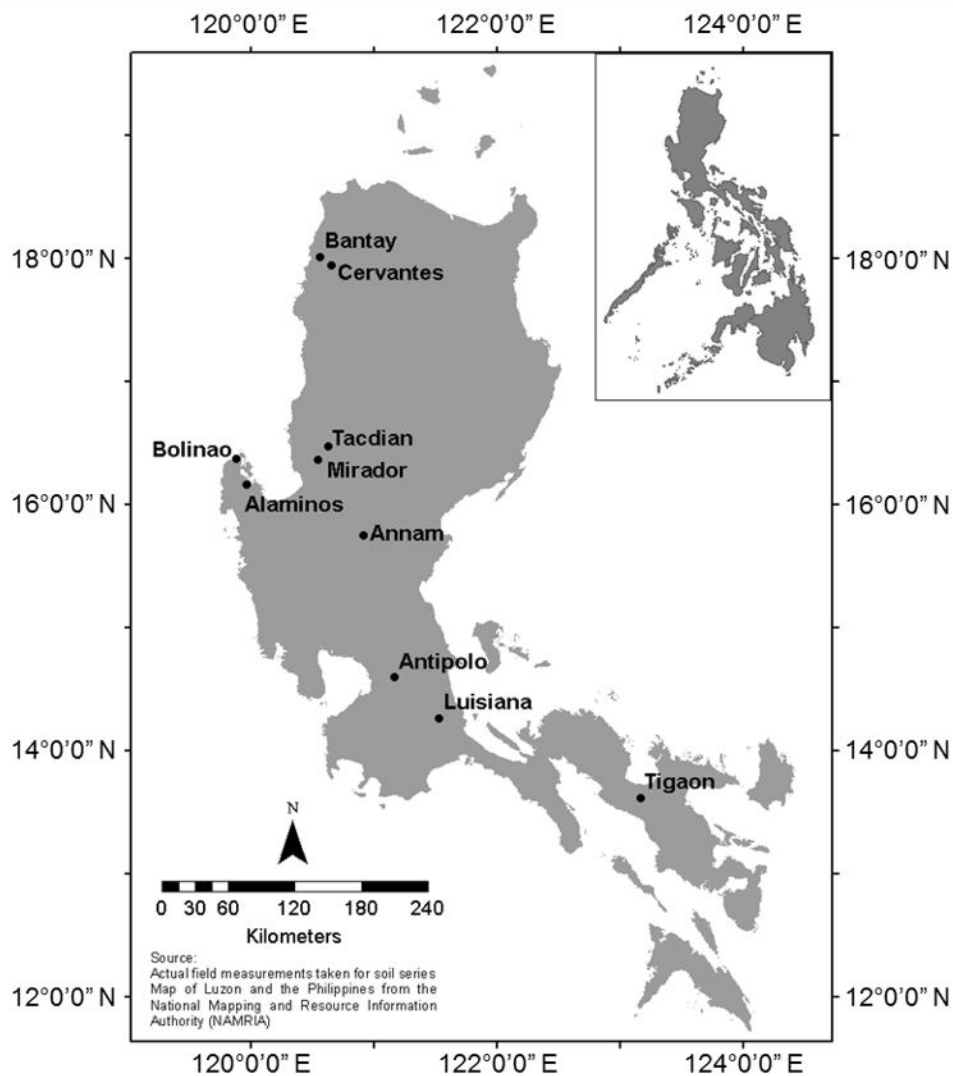 120°0’0” E 122°0’0” E 124°0’0” E
Bantay
18°0’0” N 18°0’0” N
Cervantes
Tacdian
Bolinao
Mirador
16°0’0” N 16°0’0” N
Alaminos
Annam
Antipolo
Luisiana
14°0’0” N 14°0’0” N
Tigaon
N
0 30 60 120 180 240
Kilometers
Source:
Actual field measurements taken for soil series
Map of Luzon and the Philippines from the
National Mapping and Resource Information
Authority (NAMRIA)
12°0’0” N 12°0’0” N
120°0’0” E 122°0’0” E 124°0’0” E